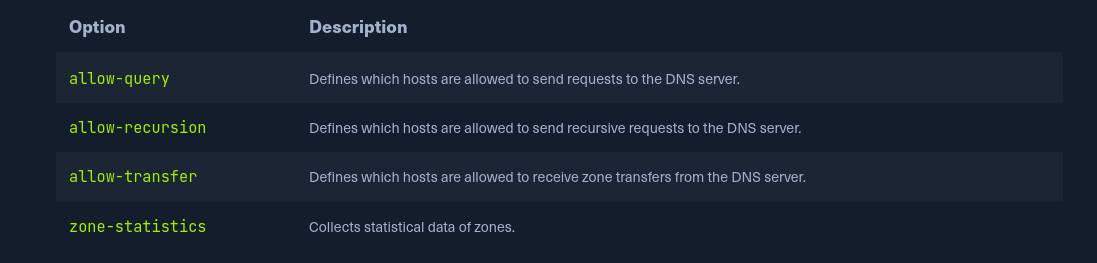 Option Description
allow-query Defines which hosts are allowed to send requests to the DNS server.
allow-recursion Defines which hosts are allowed to send recursive requests to the DNS server.
allow-transfer Defines which hosts are allowed to receive zone transfers from the DNS server.
zone-statistics Collects statistical data of zones.